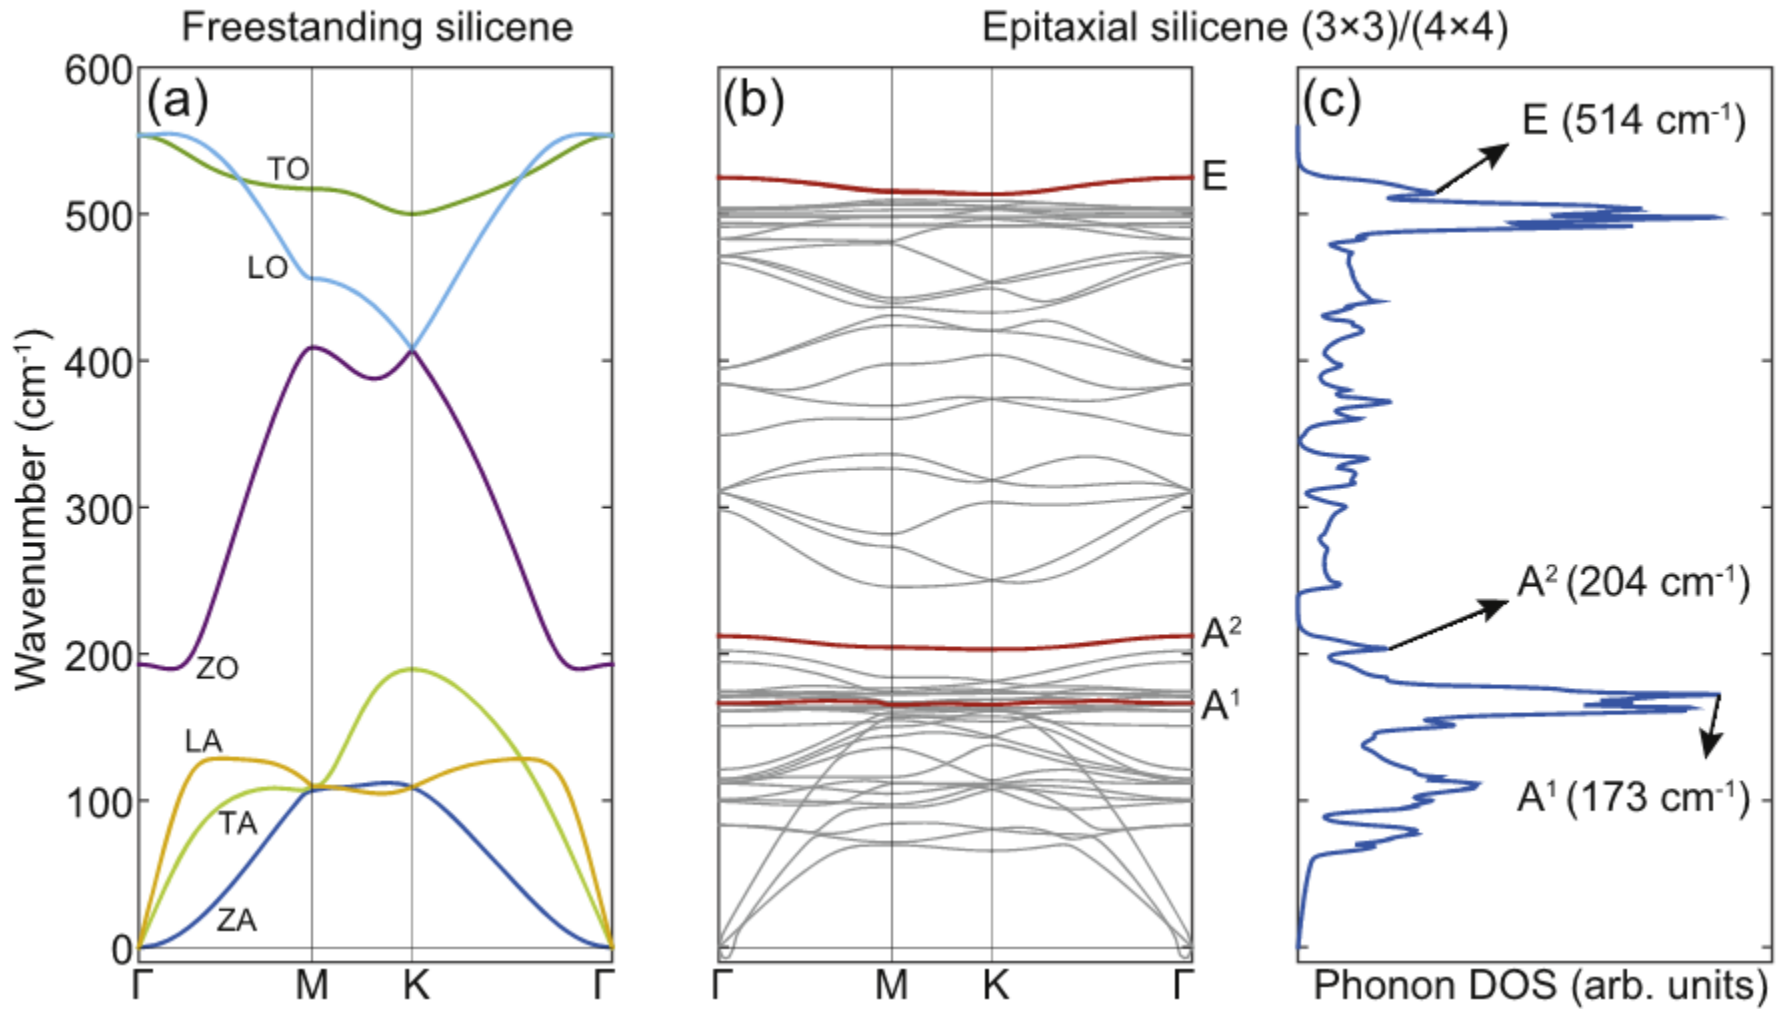 Freestanding silicene
Epitaxial silicene (3×3)/(4×4)
Wavenumber (cm⁻¹)
600
500
400
300
200
100
0
(a)
TO
LO
ZO
LA
TA
ZA
Γ M K Γ
(b)
E
A²
A¹
Γ M K Γ
(c)
E (514 cm⁻¹)
A² (204 cm⁻¹)
A¹ (173 cm⁻¹)
Phonon DOS (arb. units)